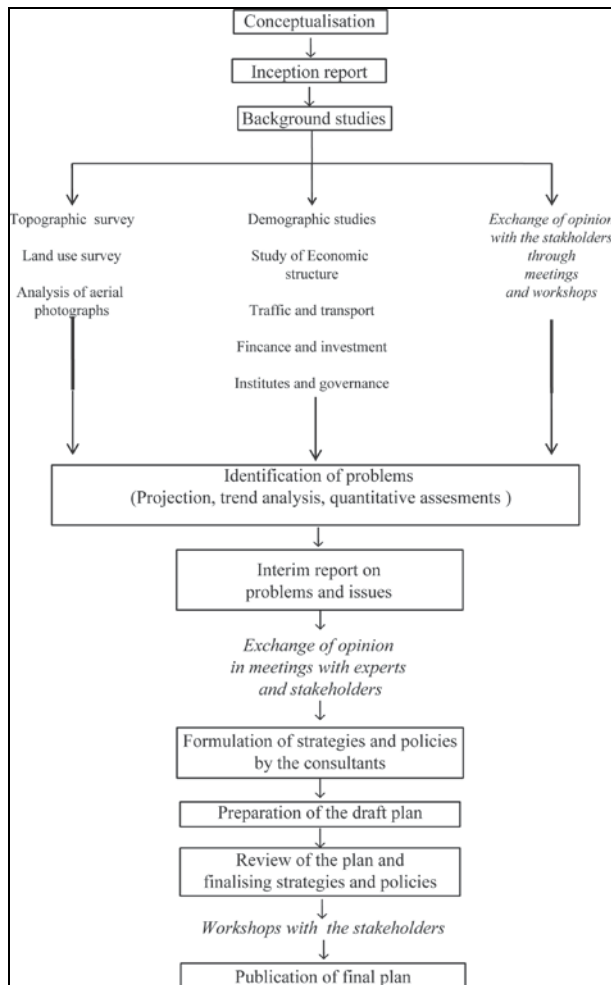 Conceptualisation
Inception report
Background studies
Topographic survey
Land use survey
Analysis of aerial
photographs
Demographic studies
Study of Economic
structure
Traffic and transport
Fincance and investment
Institutes and governance
Exchange of opinion
with the stakholders
through
meetings
and workshops
Identification of problems
(Projection, trend analysis, quantitative assesments )
Interim report on
problems and issues
Exchange of opinion
in meetings with experts
and stakeholders
Formulation of strategies and policies
by the consultants
Preparation of the draft plan
Review of the plan and
finalising strategies and policies
Workshops with the stakeholders
Publication of final plan